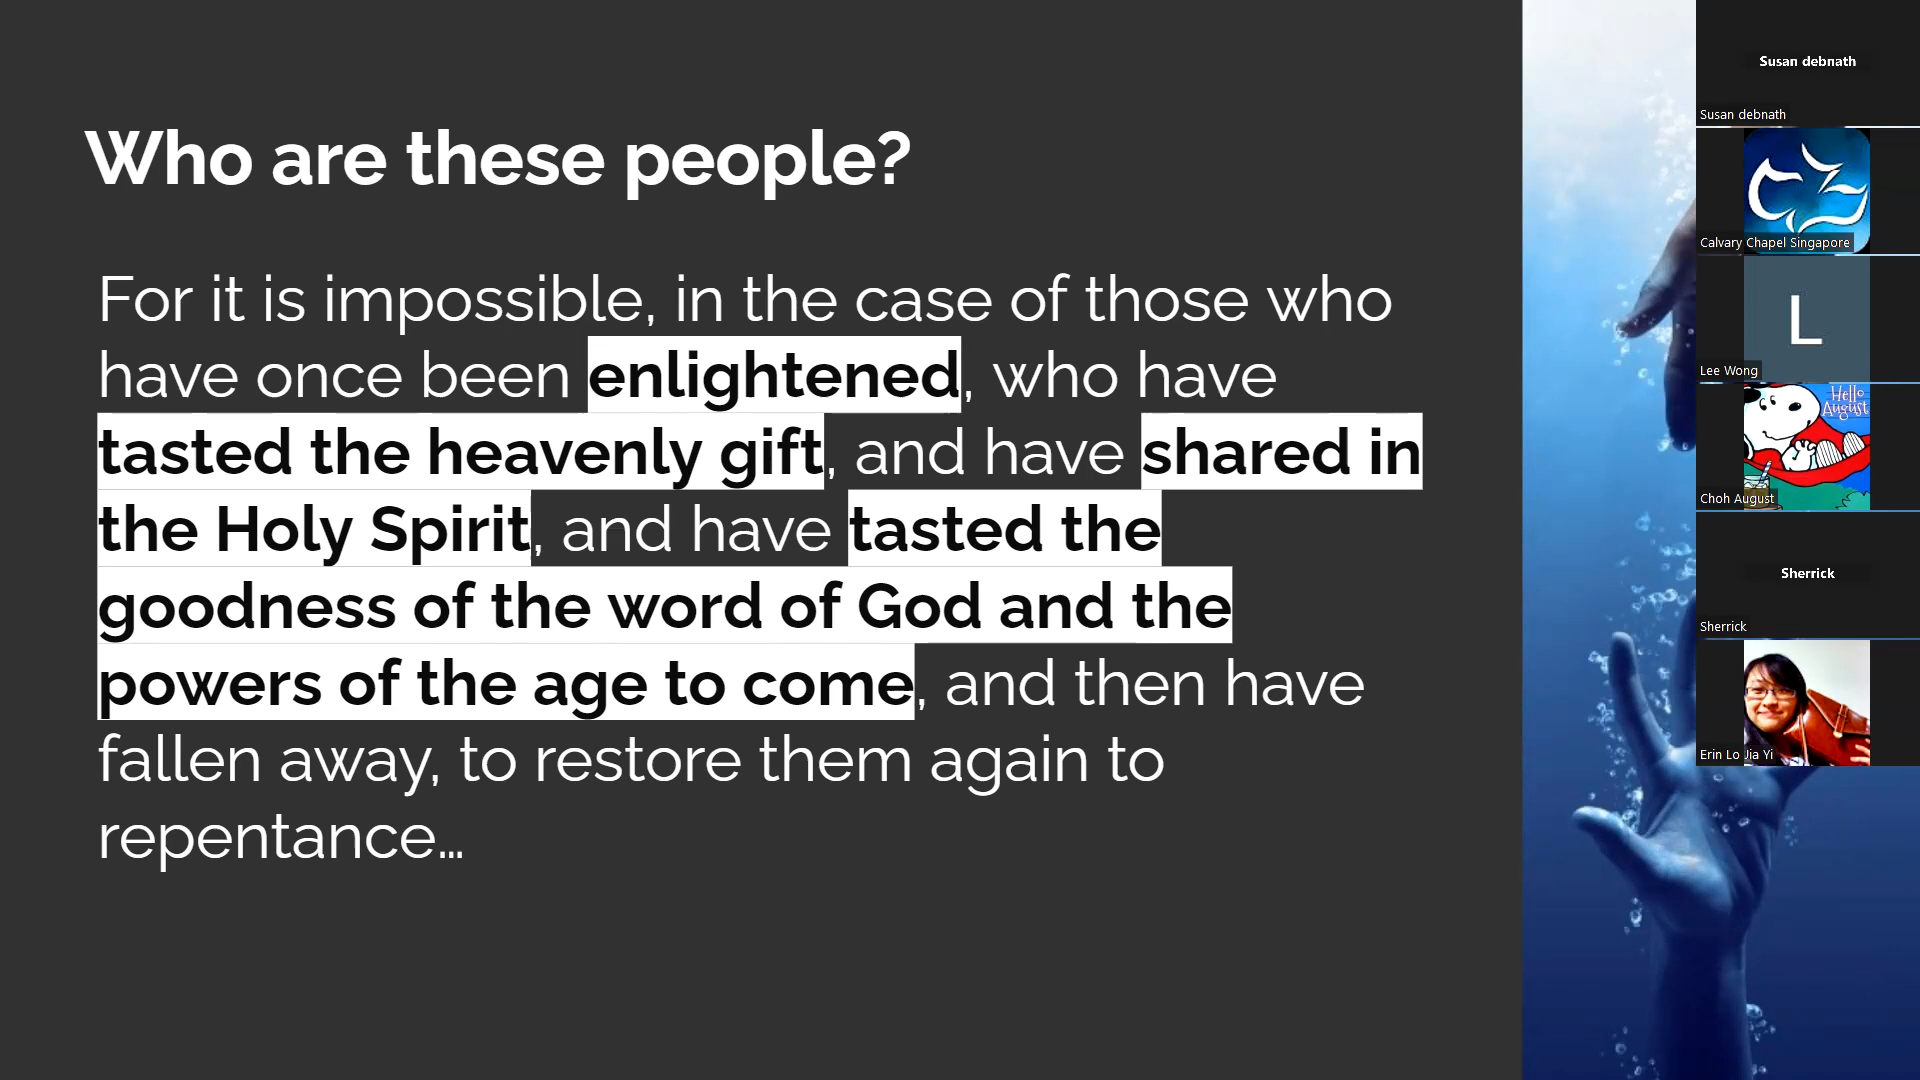 Who are these people?
For it is impossible, in the case of those who
have once been enlightened, who have
tasted the heavenly gift, and have shared in
the Holy Spirit, and have tasted the
goodness of the word of God and the
powers of the age to come, and then have
fallen away, to restore them again to
repentance…
Susan debnath
Susan debnath
Calvary Chapel Singapore
L
Lee Wong
Hello
August
Choh August
Sherrick
Sherrick
Erin Lo Jia Yi